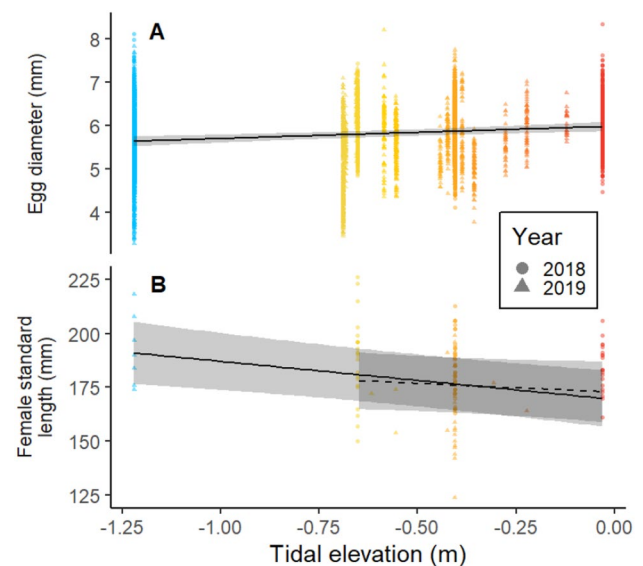 A
8
7
6
5
4
Egg diameter (mm)
Year
2018
2019
B
225
200
175
150
125
Female standard
length (mm)
-1.25 -1.00 -0.75 -0.50 -0.25 0.00
Tidal elevation (m)